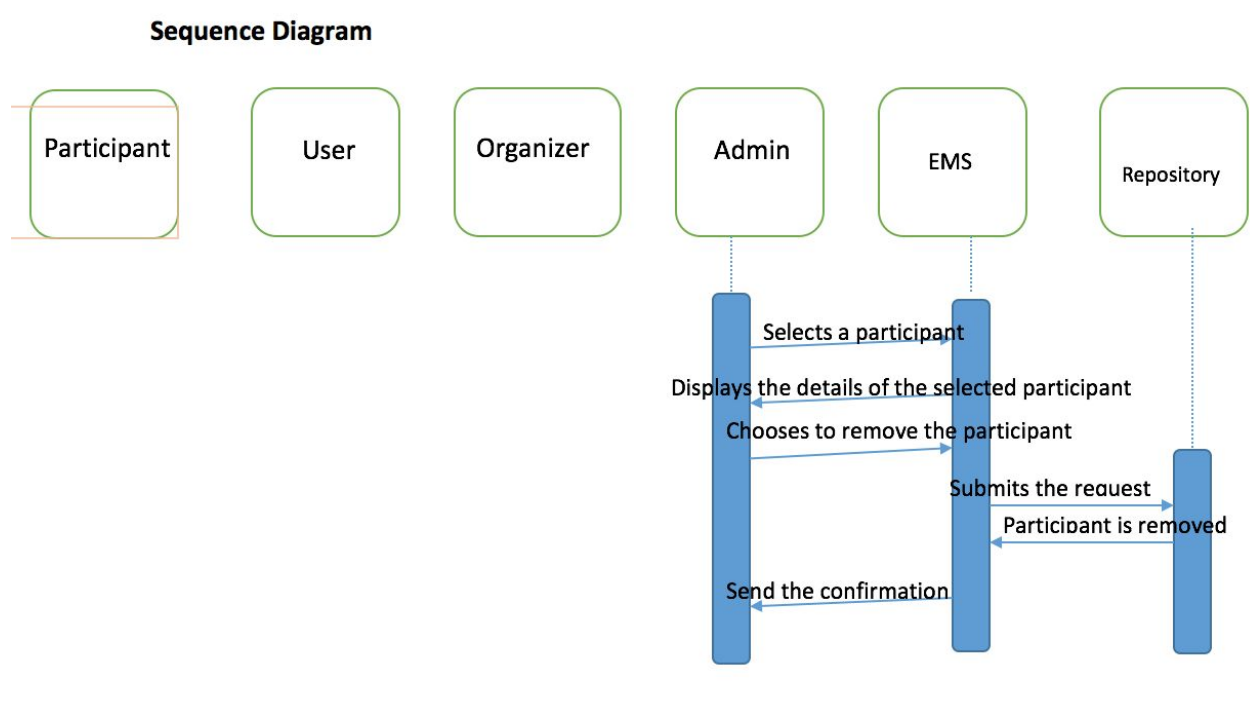 Sequence Diagram
Participant
User
Organizer
Admin
EMS
Repository
Selects a participant
Displays the details of the selected participant
Chooses to remove the participant
Submits the request
Participant is removed
Send the confirmation